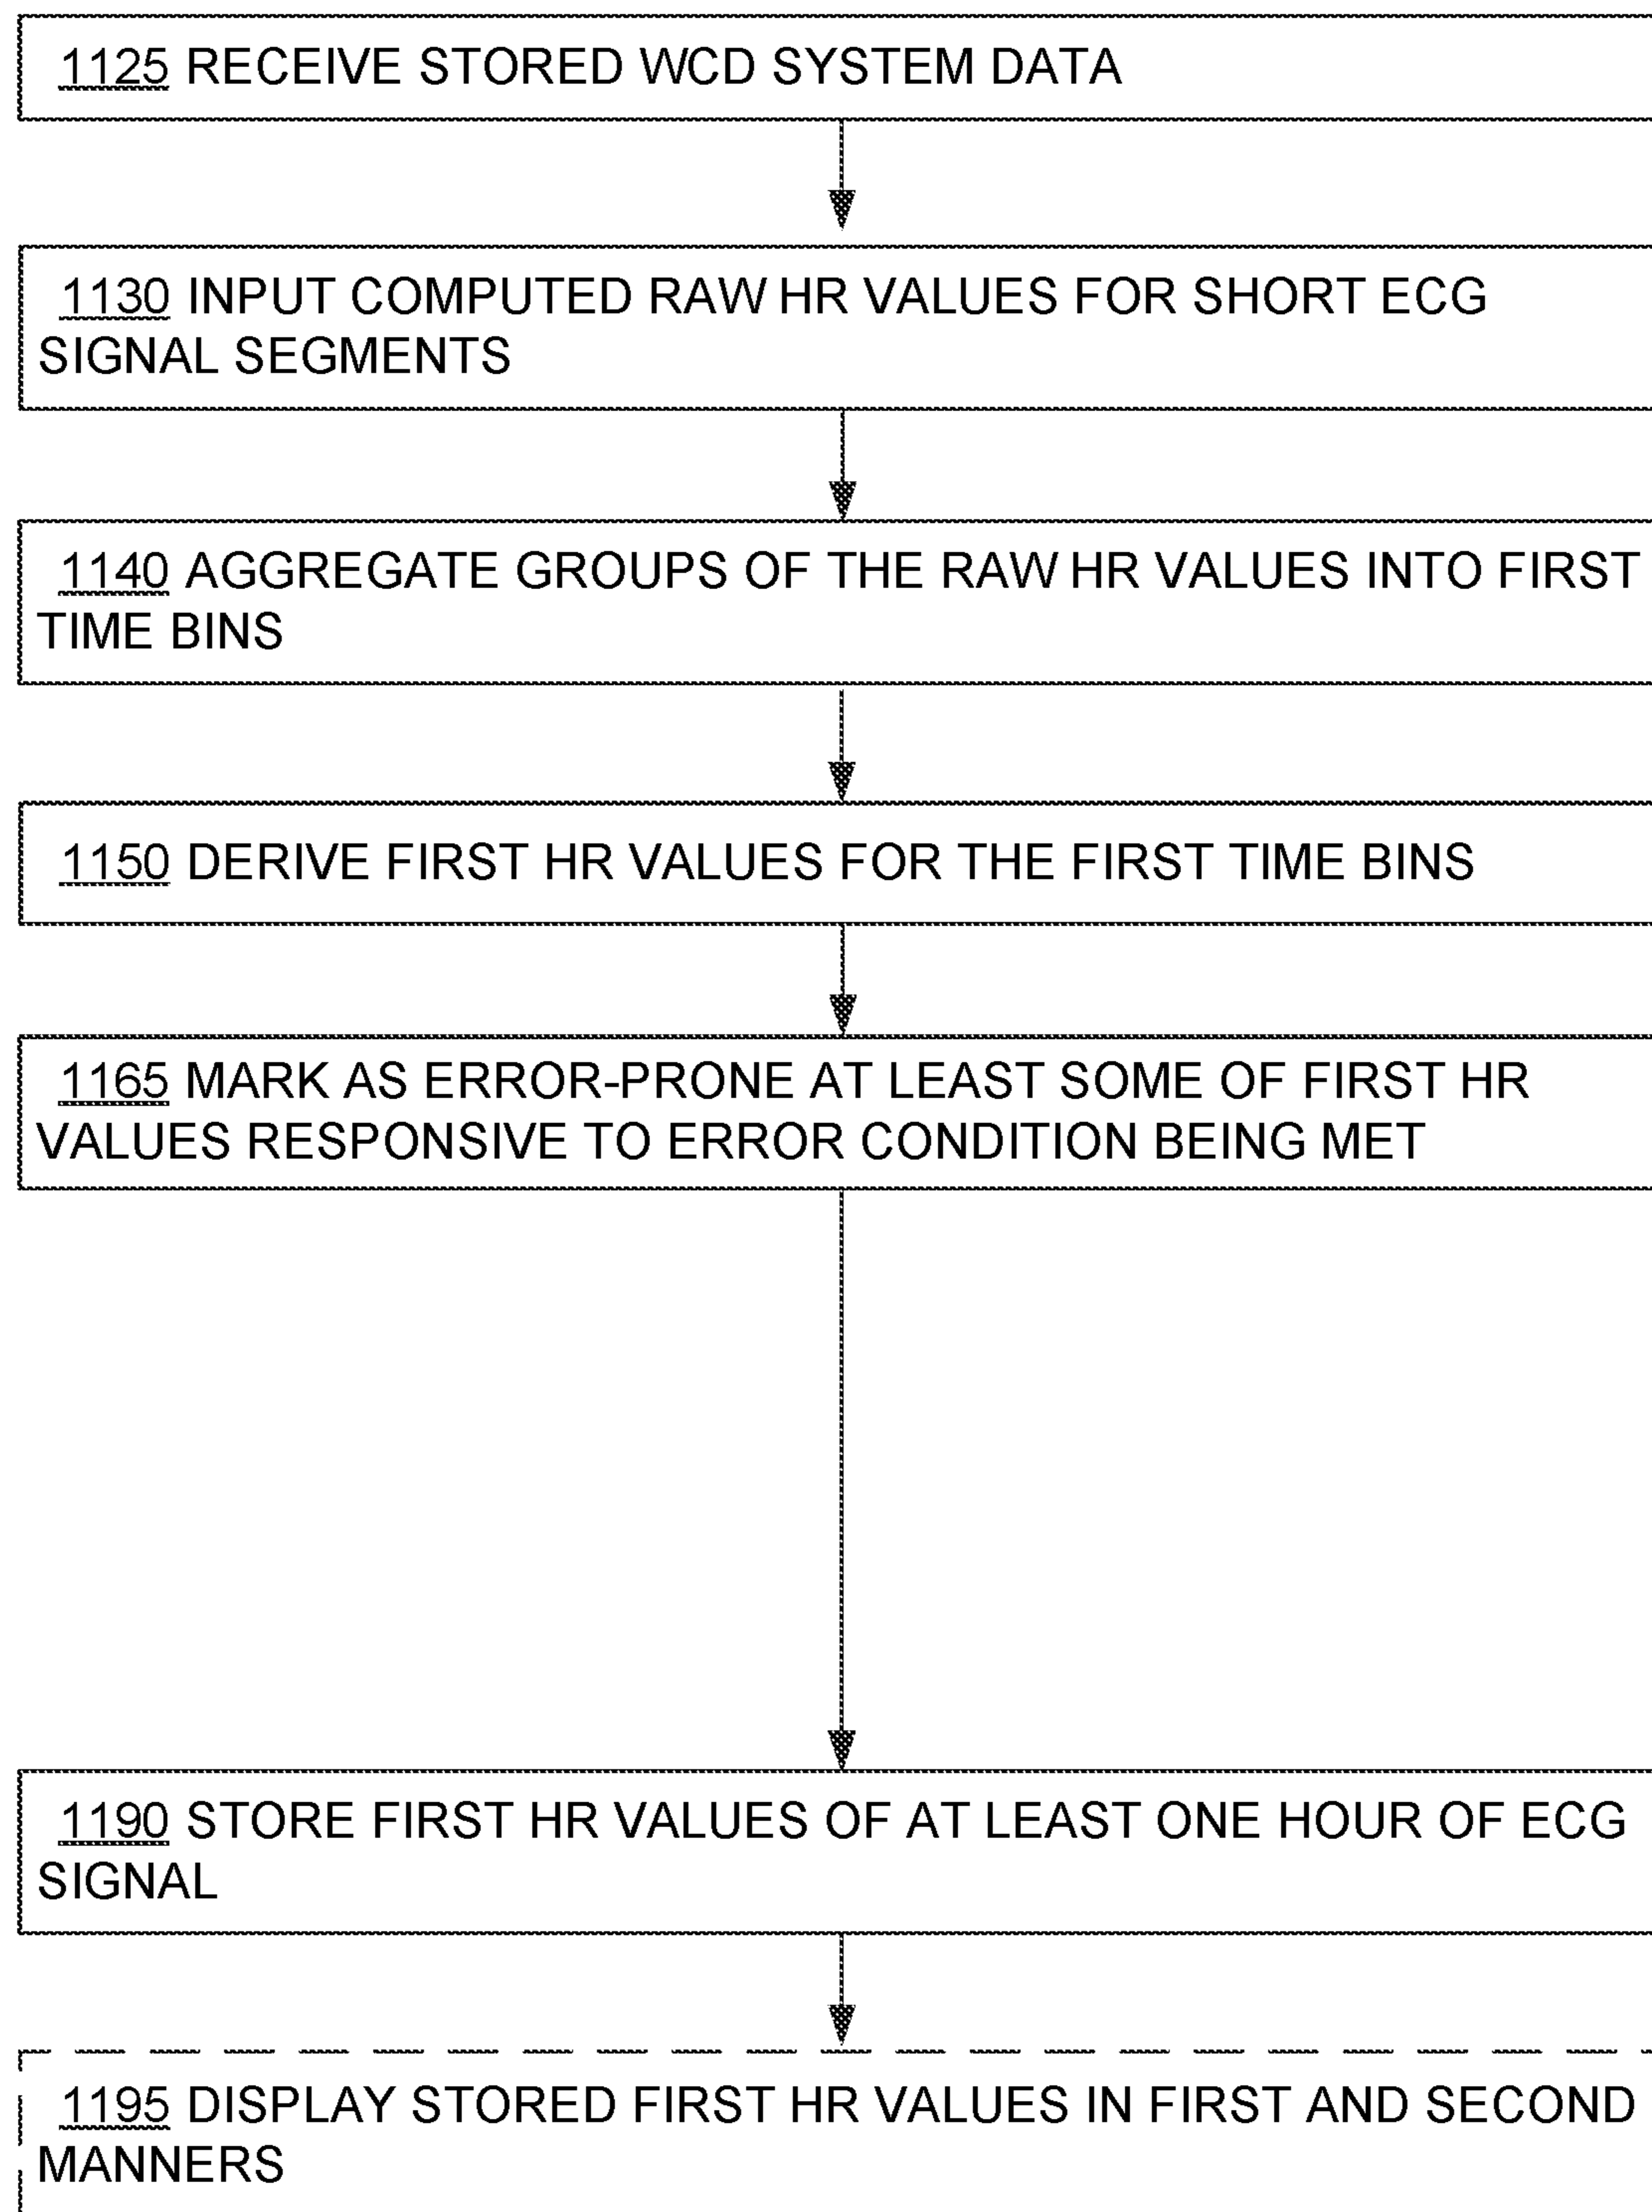 1125 RECEIVE STORED WCD SYSTEM DATA
1130 INPUT COMPUTED RAW HR VALUES FOR SHORT ECG
SIGNAL SEGMENTS
1140 AGGREGATE GROUPS OF THE RAW HR VALUES INTO FIRST
TIME BINS
1150 DERIVE FIRST HR VALUES FOR THE FIRST TIME BINS
1165 MARK AS ERROR-PRONE AT LEAST SOME OF FIRST HR
VALUES RESPONSIVE TO ERROR CONDITION BEING MET
1190 STORE FIRST HR VALUES OF AT LEAST ONE HOUR OF ECG
SIGNAL
1195 DISPLAY STORED FIRST HR VALUES IN FIRST AND SECOND
MANNERS